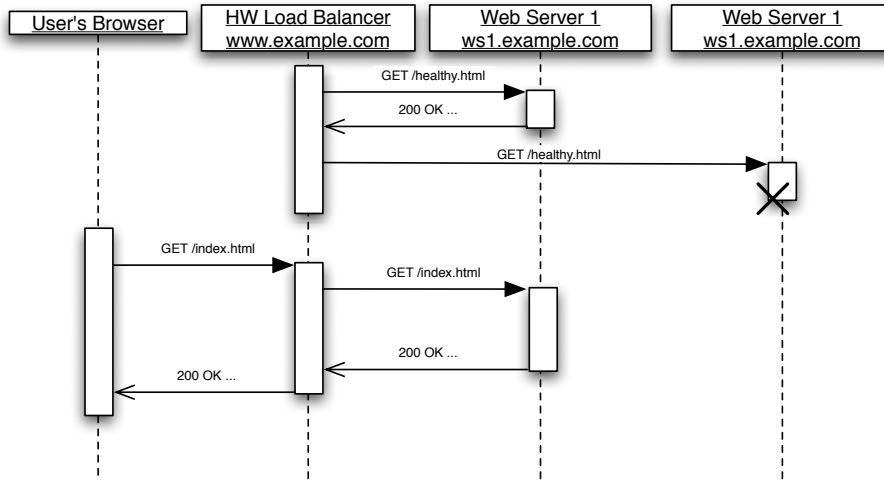 User's Browser
HW Load Balancer
www.example.com
Web Server 1
ws1.example.com
Web Server 1
ws1.example.com
GET /healthy.html
200 OK ...
GET /healthy.html
GET /index.html
GET /index.html
200 OK ...
200 OK ...